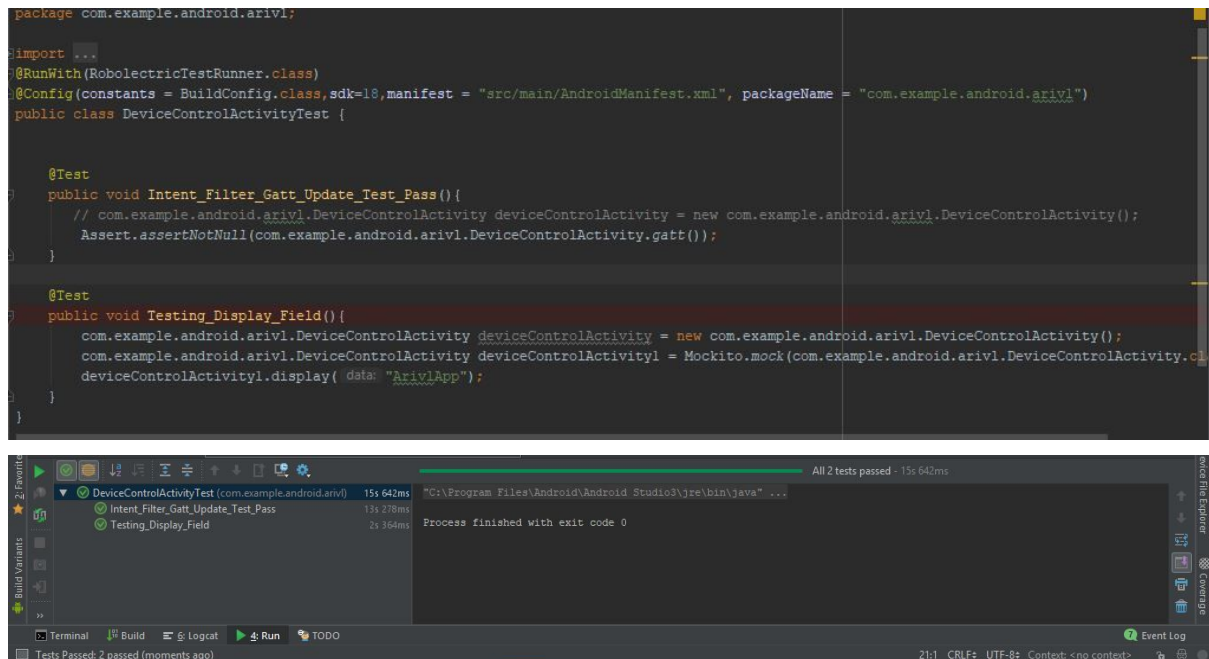 package com.example.android.arivl;
import ...
@RunWith(RobolectricTestRunner.class)
@Config(constants = BuildConfig.class,sdk=18,manifest = "src/main/AndroidManifest.xml", packageName = "com.example.android.arivl")
public class DeviceControlActivityTest {
@Test
public void Intent_Filter_Gatt_Update_Test_Pass(){
// com.example.android.arivl.DeviceControlActivity deviceControlActivity = new com.example.android.arivl.DeviceControlActivity();
Assert.assertNotNull(com.example.android.arivl.DeviceControlActivity.gatt());
}
@Test
public void Testing_Display_Field(){
com.example.android.arivl.DeviceControlActivity deviceControlActivity = new com.example.android.arivl.DeviceControlActivity();
com.example.android.arivl.DeviceControlActivity deviceControlActivity1 = Mockito.mock(com.example.android.arivl.DeviceControlActivity.cl
deviceControlActivity1.display( data: "ArivlApp");
}
}
All 2 tests passed - 15s 642ms
DeviceControlActivityTest (com.example.android.arivl) 15s 642ms "C:\Program Files\Android\Android Studio3\jre\bin\java" ...
Intent_Filter_Gatt_Update_Test_Pass 13s 278ms
Testing_Display_Field 2s 364ms Process finished with exit code 0
2: Favorite
Build Variants
evice File Explorer
Coverage
Terminal Build 6: Logcat 4: Run TODO 7 Event Log
Tests Passed: 2 passed (moments ago) 21:1 CRLF UTF-8 Context: <no context>